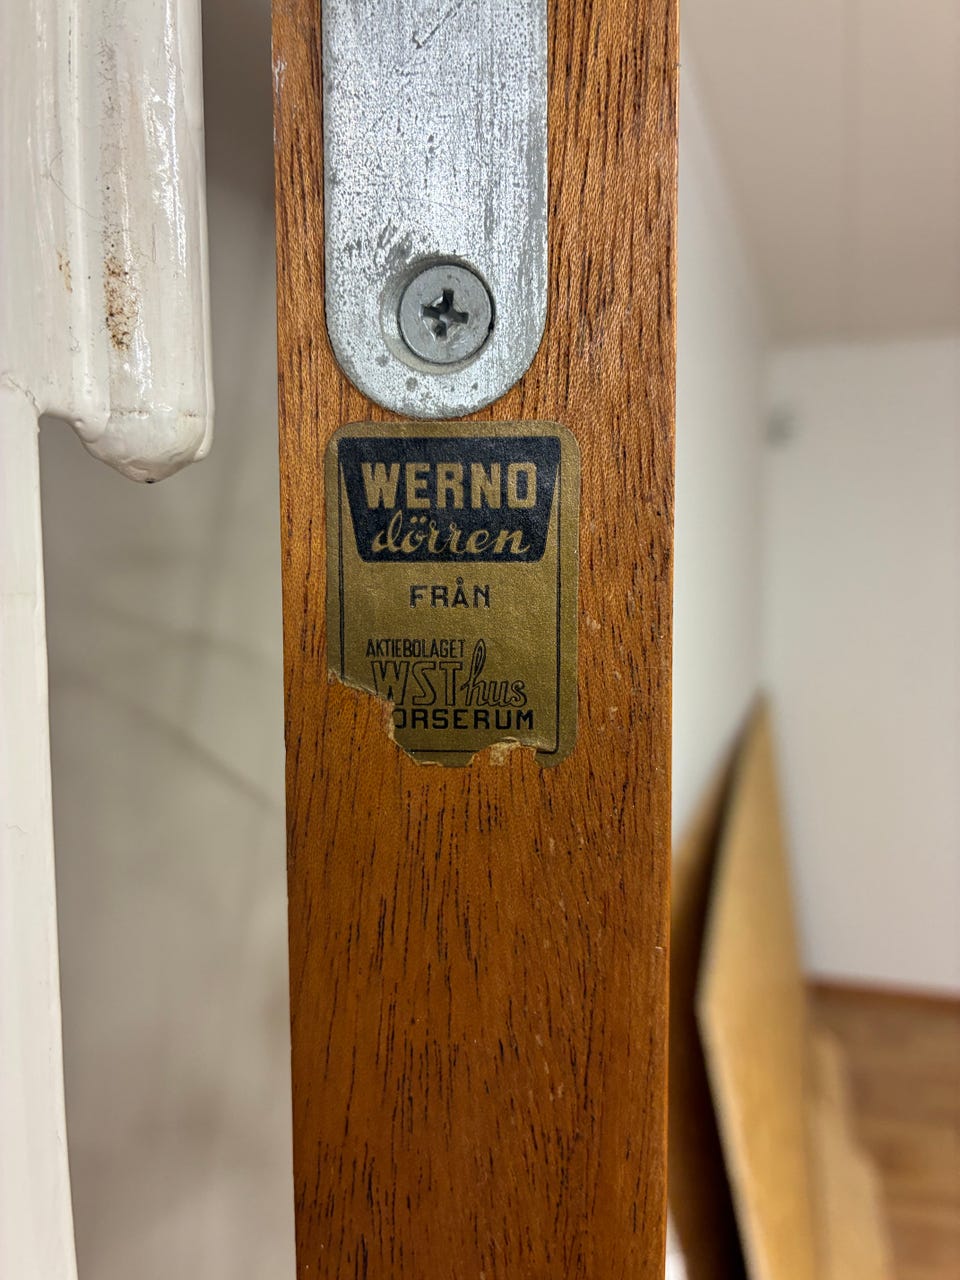 WERNO
dörren
FRÅN
AKTIEBOLAGET
WSThus
ORSERUM